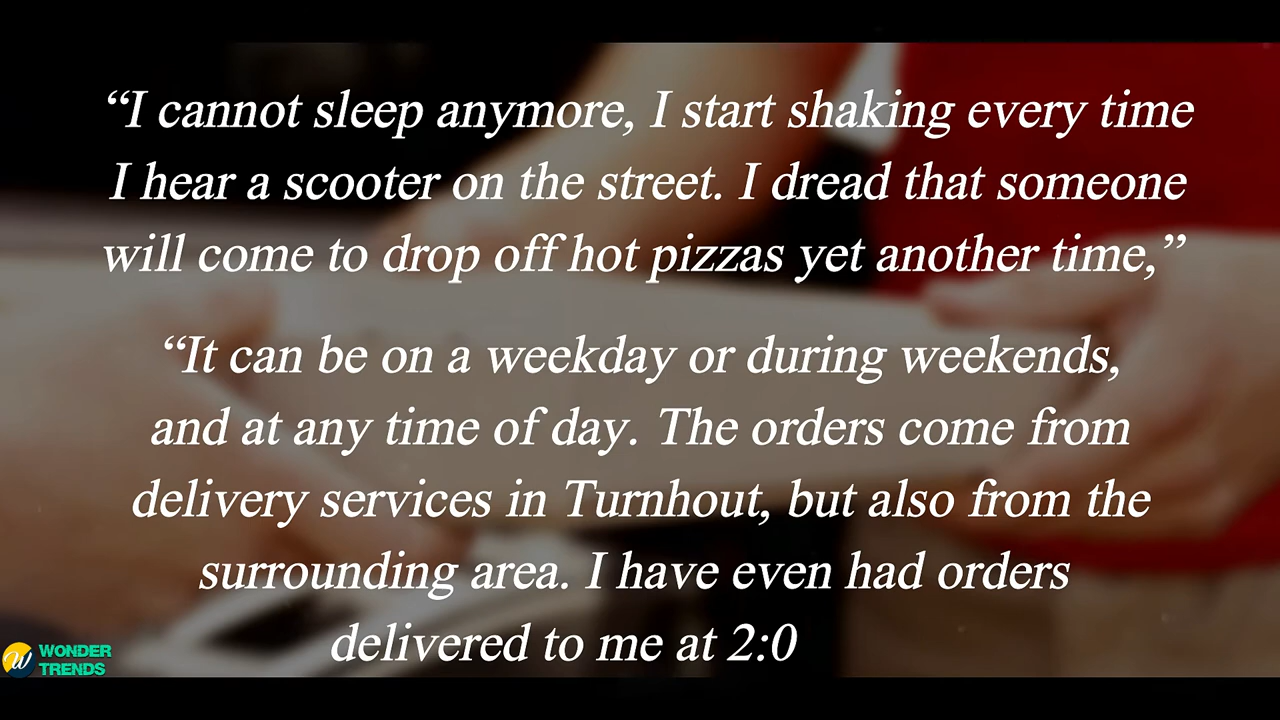 “I cannot sleep anymore, I start shaking every time
I hear a scooter on the street. I dread that someone
will come to drop off hot pizzas yet another time,”
“It can be on a weekday or during weekends,
and at any time of day. The orders come from
delivery services in Turnhout, but also from the
surrounding area. I have even had orders
delivered to me at 2:0
WONDER
TRENDS